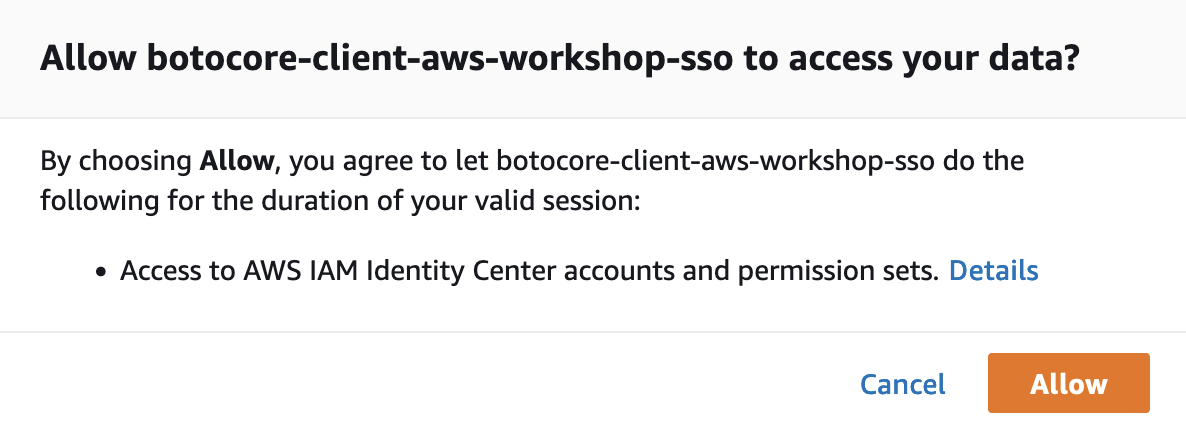 Allow botocore-client-aws-workshop-sso to access your data?
By choosing Allow, you agree to let botocore-client-aws-workshop-sso do the
following for the duration of your valid session:
• Access to AWS IAM Identity Center accounts and permission sets. Details
Cancel Allow